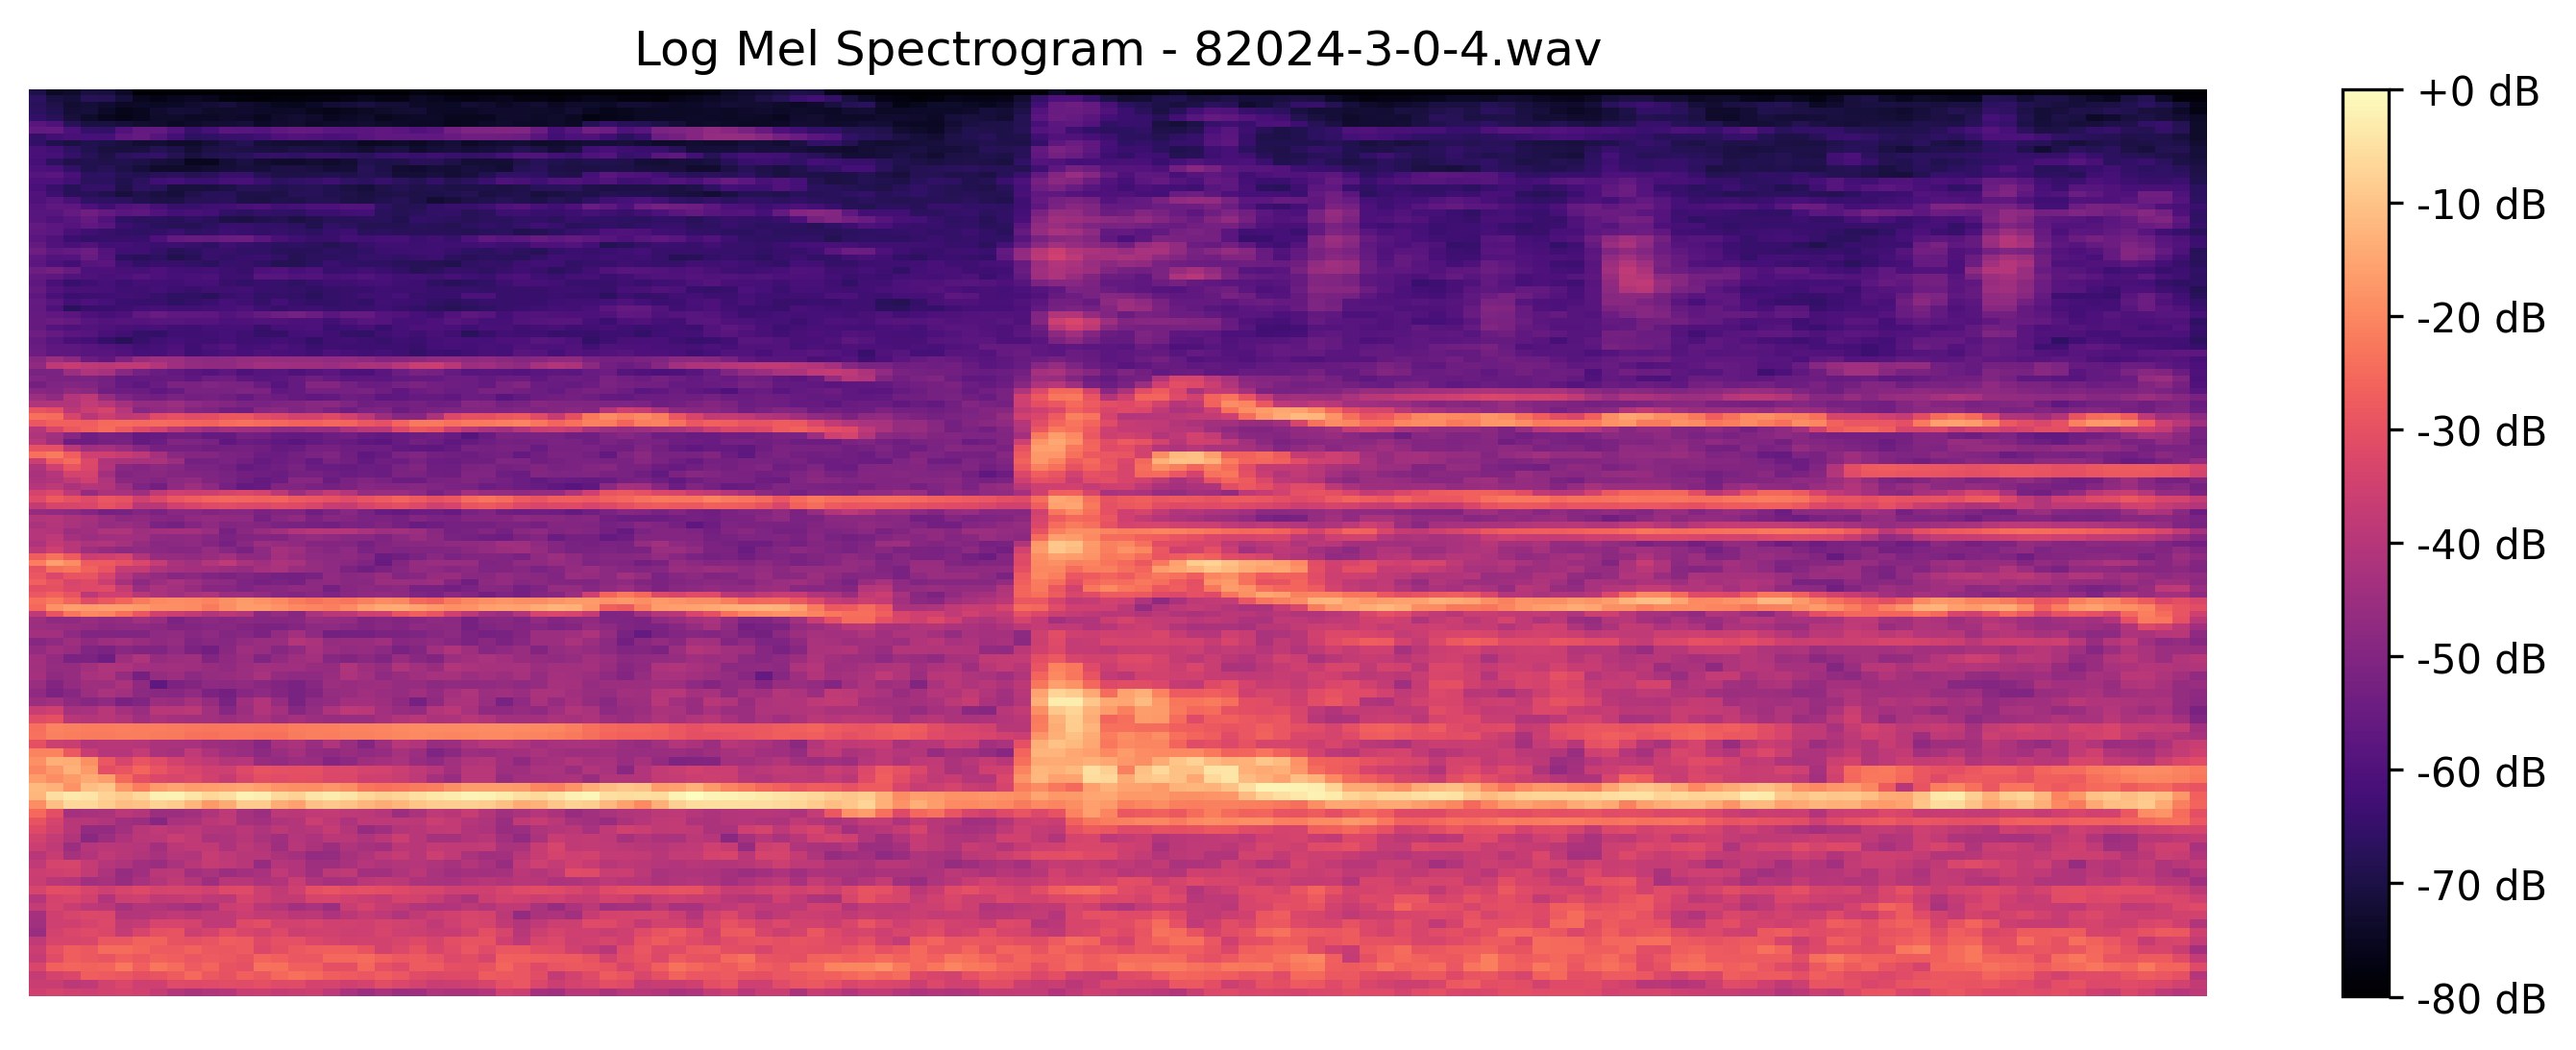 Log Mel Spectrogram - 82024-3-0-4.wav
+0 dB
-10 dB
-20 dB
-30 dB
-40 dB
-50 dB
-60 dB
-70 dB
-80 dB